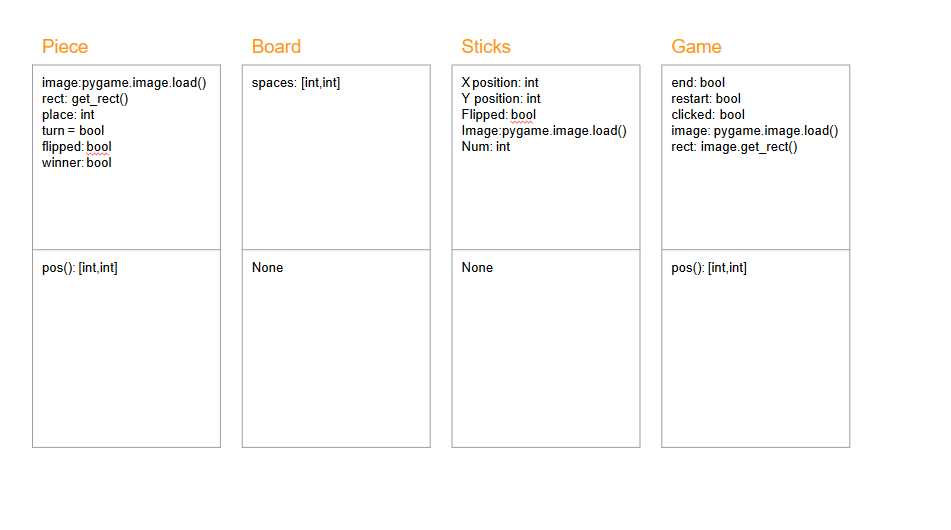 Piece
image:pygame.image.load()
rect: get_rect()
place: int
turn = bool
flipped: bool
winner: bool
pos(): [int,int]
Board
spaces: [int,int]
None
Sticks
X position: int
Y position: int
Flipped: bool
Image:pygame.image.load()
Num: int
None
Game
end: bool
restart: bool
clicked: bool
image: pygame.image.load()
rect: image.get_rect()
pos(): [int,int]